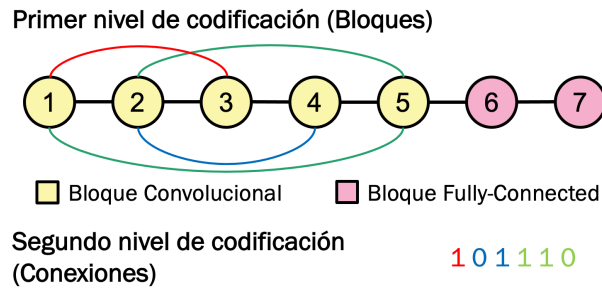 Primer nivel de codificación (Bloques)
1 2 3 4 5 6 7
Bloque Convolucional Bloque Fully-Connected
Segundo nivel de codificación
(Conexiones)
1 0 1 1 1 0